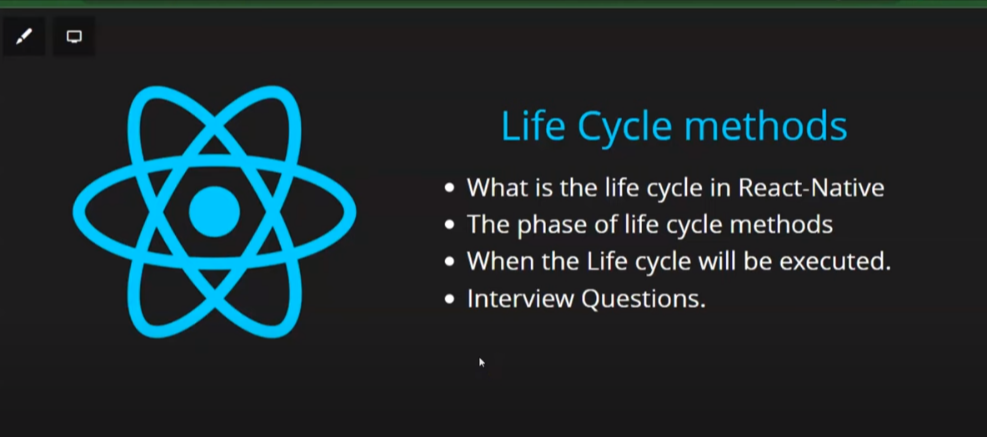 Life Cycle methods
• What is the life cycle in React-Native
• The phase of life cycle methods
• When the Life cycle will be executed.
• Interview Questions.